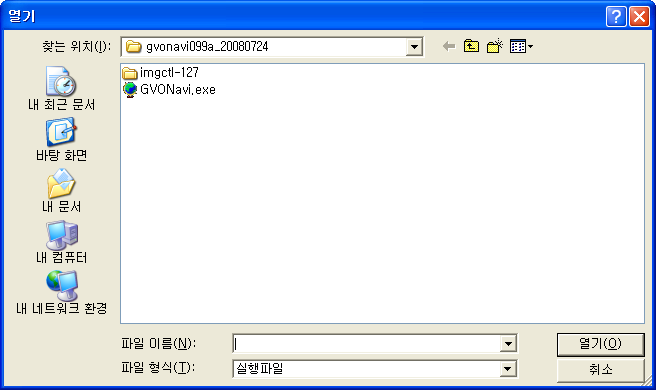 열기
찾는 위치(I):
gvonavi099a_20080724
imgctl-127
GVONavi.exe
내 최근 문서
바탕 화면
내 문서
내 컴퓨터
내 네트워크 환경
파일 이름(N):
열기(O)
파일 형식(T):
실행파일
취소